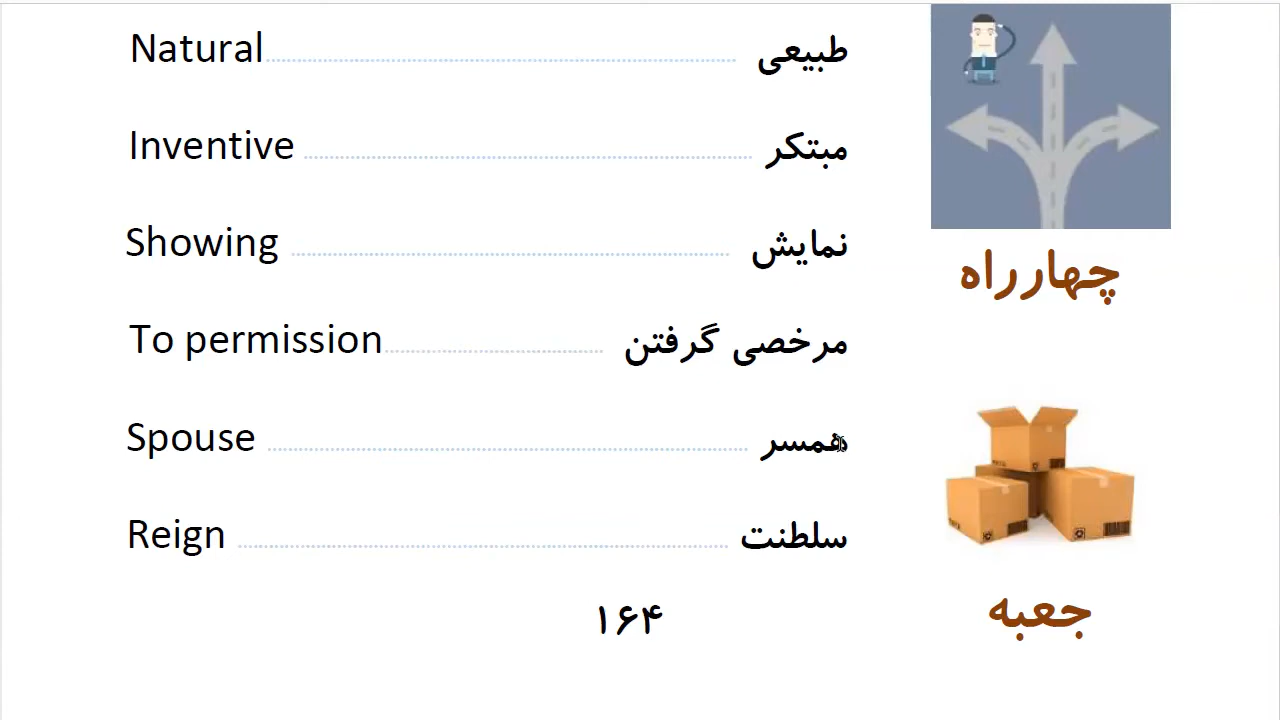 Natural طبیعی
Inventive مبتکر
Showing نمایش
چهارراه
To permission مرخصی گرفتن
Spouse همسر
Reign سلطنت
جعبه
۱۶۴